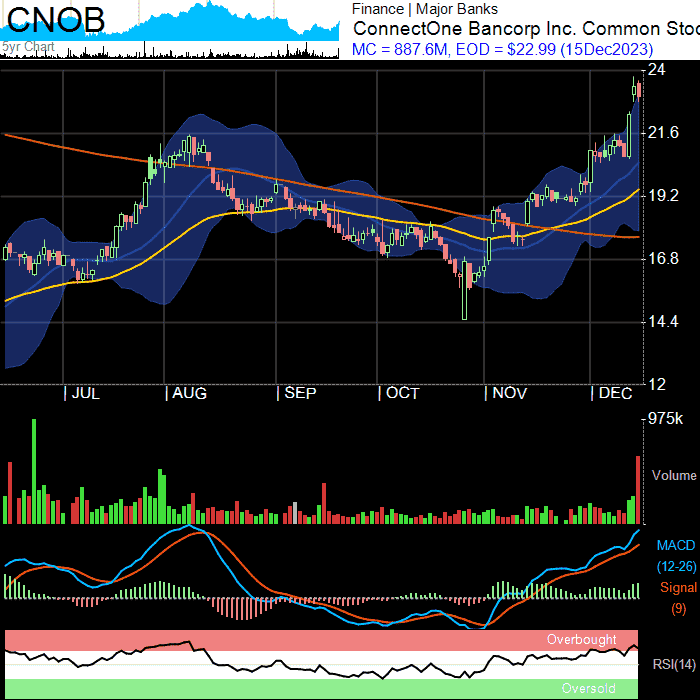 CNOB
5yr Chart
Finance | Major Banks
ConnectOne Bancorp Inc. Common Stoc
MC = 887.6M, EOD = $22.99 (15Dec2023)
24
21.6
19.2
16.8
14.4
12
| JUL | AUG | SEP | OCT | NOV | DEC
975k
Volume
MACD
(12-26)
Signal
(9)
Overbought
RSI(14)
Oversold